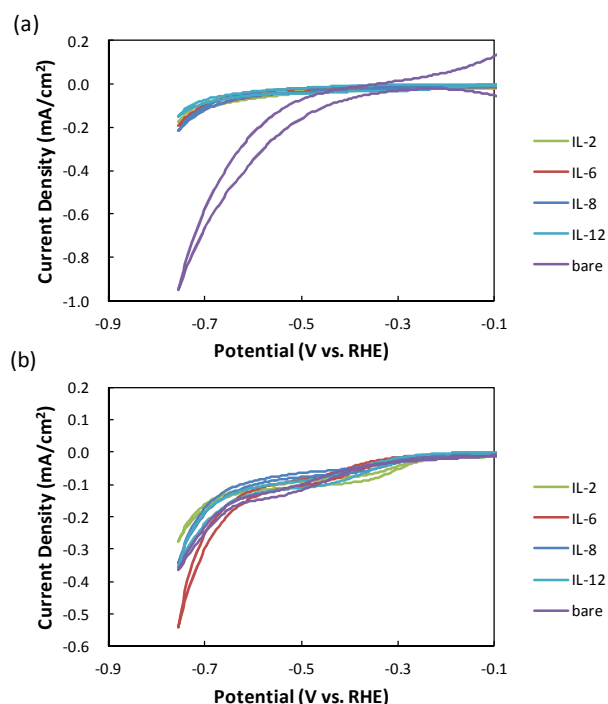 (a)
0.2
0.0
-0.2
-0.4
-0.6
-0.8
-1.0
Current Density (mA/cm²)
-0.9 -0.7 -0.5 -0.3 -0.1
Potential (V vs. RHE)
IL-2
IL-6
IL-8
IL-12
bare
(b)
0.2
0.1
0.0
-0.1
-0.2
-0.3
-0.4
-0.5
-0.6
Current Density (mA/cm²)
-0.9 -0.7 -0.5 -0.3 -0.1
Potential (V vs. RHE)
IL-2
IL-6
IL-8
IL-12
bare